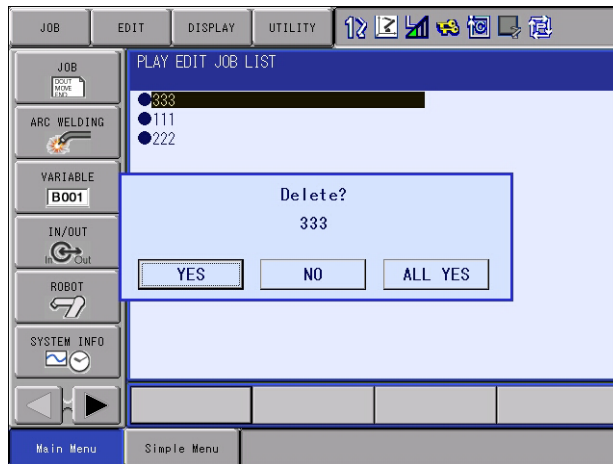 JOB EDIT DISPLAY UTILITY
JOB
DOUT
MOVE
END
ARC WELDING
VARIABLE
B001
IN/OUT
In Out
ROBOT
SYSTEM INFO
PLAY EDIT JOB LIST
333
111
222
Delete?
333
YES NO ALL YES
Main Menu Simple Menu